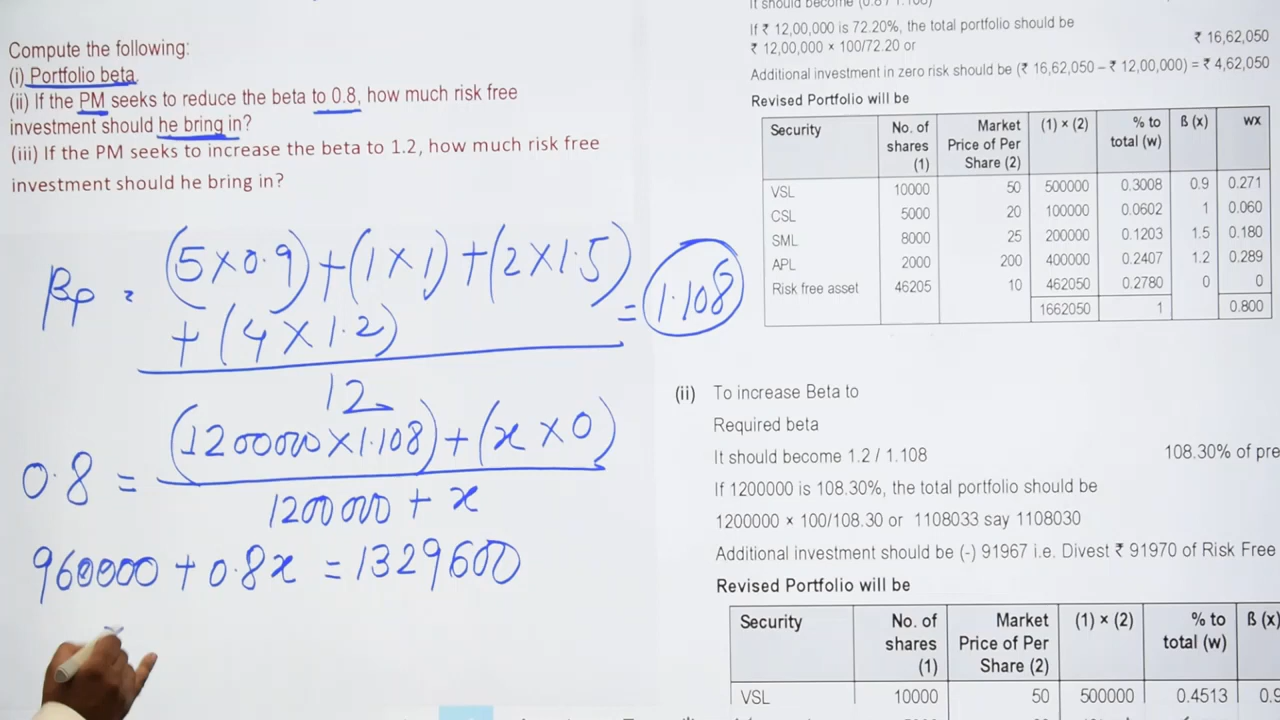 Compute the following:
(i) Portfolio beta.
(ii) If the PM seeks to reduce the beta to 0.8, how much risk free
investment should he bring in?
(iii) If the PM seeks to increase the beta to 1.2, how much risk free
investment should he bring in?
βp = (5×0.9)+(1×1)+(2×1.5)
+ (4×1.2)
12
= 1.108
0.8 = (1200000×1.108)+(x×0)
1200000 + x
960000 + 0.8x = 1329600
It should become (0.8 / 1.108)
If ₹ 12,00,000 is 72.20%, the total portfolio should be
₹ 12,00,000 × 100/72.20 or ₹ 16,62,050
Additional investment in zero risk should be (₹ 16,62,050 – ₹ 12,00,000) = ₹ 4,62,050
Revised Portfolio will be
Security No. of shares (1) Market Price of Per Share (2) (1) × (2) % to total (w) ß (x) wx
VSL 10000 50 500000 0.3008 0.9 0.271
CSL 5000 20 100000 0.0602 1 0.060
SML 8000 25 200000 0.1203 1.5 0.180
APL 2000 200 400000 0.2407 1.2 0.289
Risk free asset 46205 10 462050 0.2780 0 0
1662050 1 0.800
(ii) To increase Beta to
Required beta
It should become 1.2 / 1.108 108.30% of pre
If 1200000 is 108.30%, the total portfolio should be
1200000 × 100/108.30 or 1108033 say 1108030
Additional investment should be (-) 91967 i.e. Divest ₹ 91970 of Risk Free
Revised Portfolio will be
Security No. of shares (1) Market Price of Per Share (2) (1) × (2) % to total (w) ß (x)
VSL 10000 50 500000 0.4513 0.9